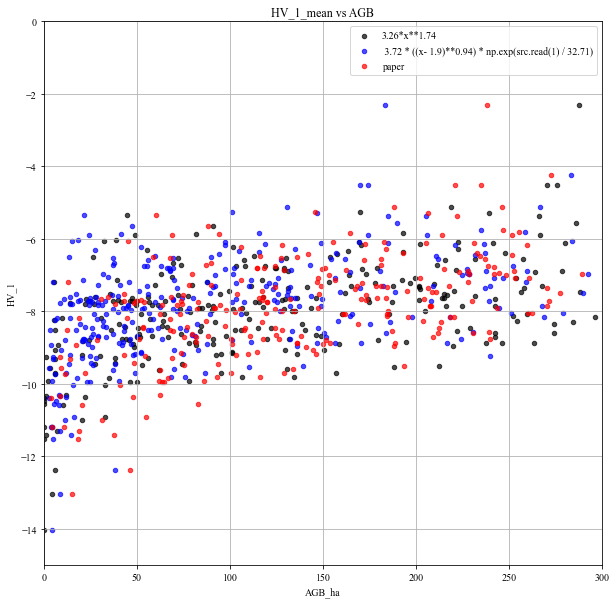 HV_1_mean vs AGB
3.26*x**1.74
3.72 * ((x- 1.9)**0.94) * np.exp(src.read(1) / 32.71)
paper
0
−2
−4
−6
−8
−10
−12
−14
HV_1
0 50 100 150 200 250 300
AGB_ha